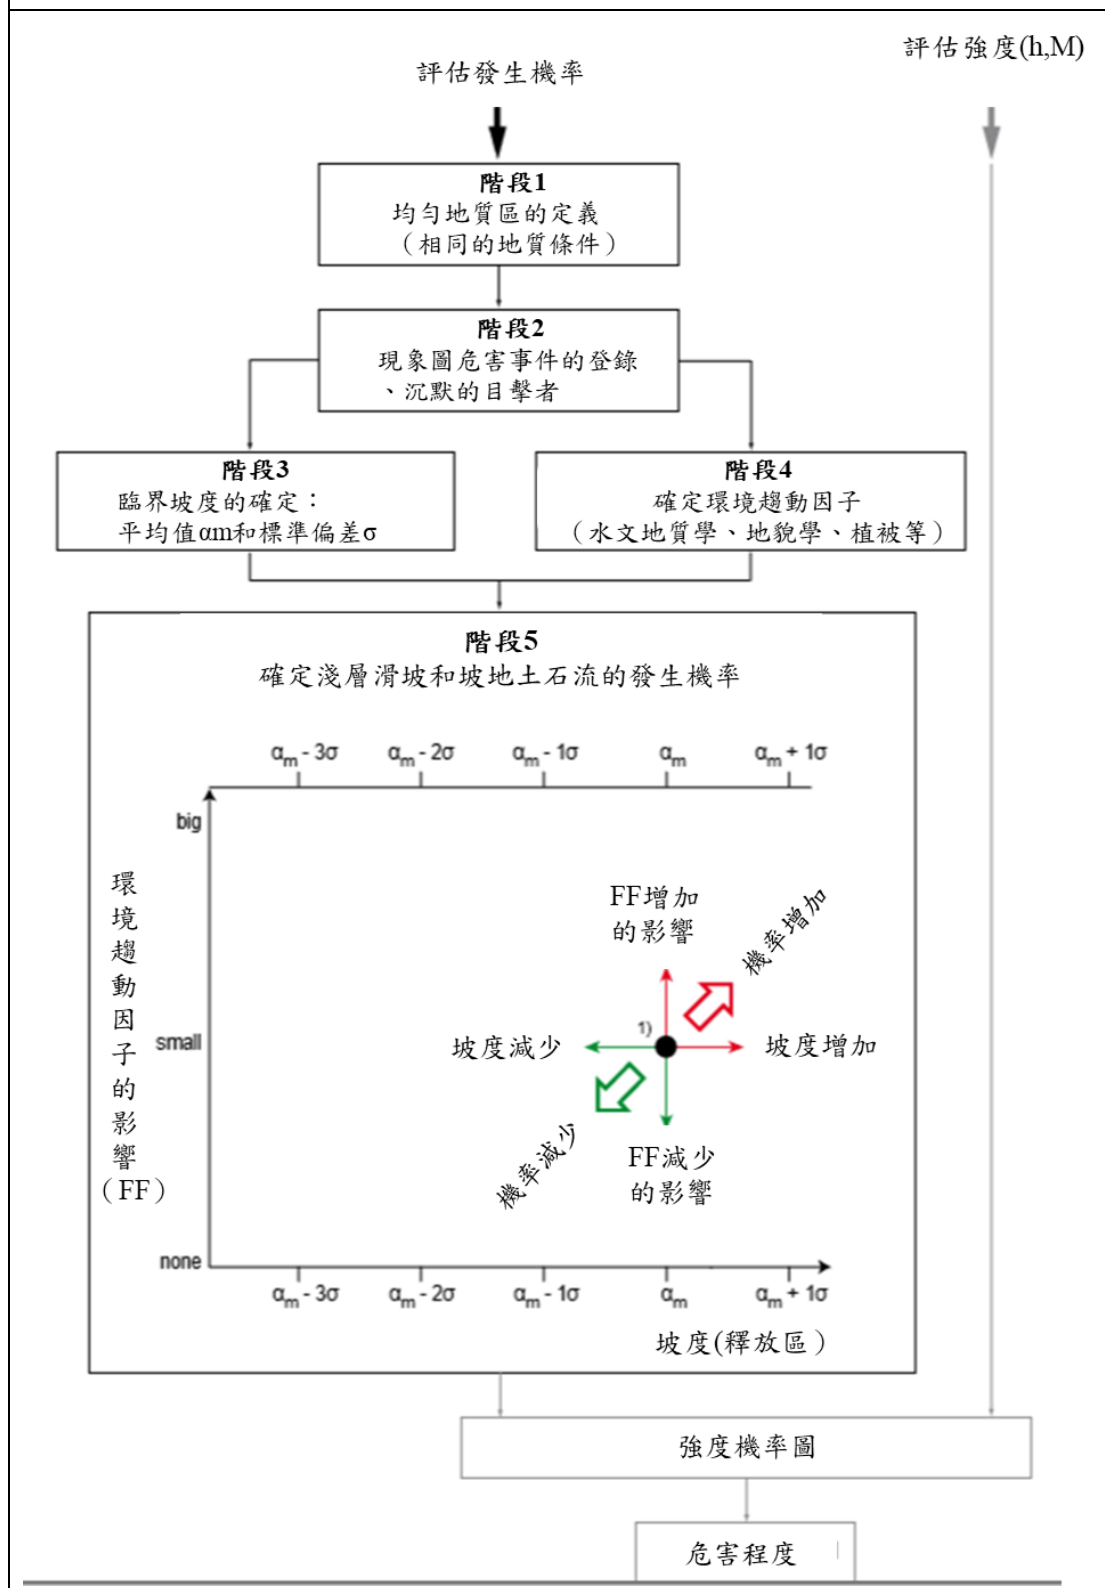 評估強度(h,M)
評估發生機率
階段1
均勻地質區的定義
（相同的地質條件）
階段2
現象圖危害事件的登錄
、沉默的目擊者
階段3
臨界坡度的確定：
平均值αm和標準偏差σ
階段4
確定環境趨動因子
（水文地質學、地貌學、植被等）
階段5
確定淺層滑坡和坡地土石流的發生機率
αm - 3σ αm - 2σ αm - 1σ αm αm + 1σ
big
環境趨動因子的影響（FF）
FF增加
的影響
機率增加
small
坡度減少
1)
坡度增加
機率減少
FF減少
的影響
none
αm - 3σ αm - 2σ αm - 1σ αm αm + 1σ
坡度(釋放區）
強度機率圖
危害程度